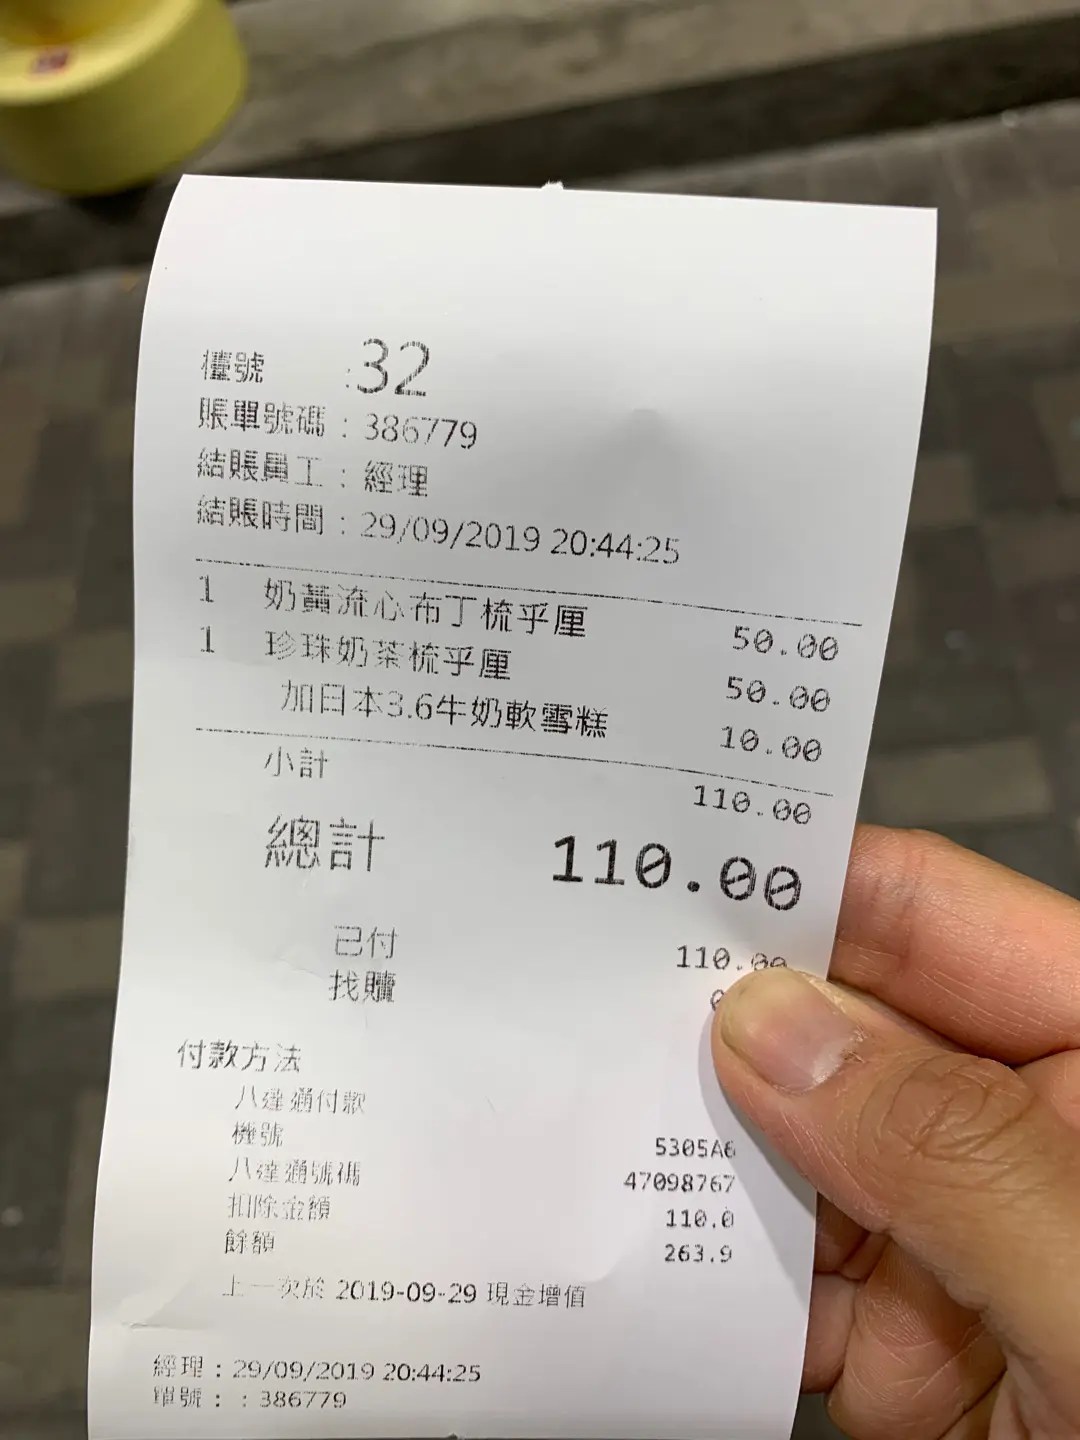 檯號 :32
賬單號碼 : 386779
結賬員工 : 經理
結賬時間 : 29/09/2019 20:44:25
1 奶黃流心布丁梳乎厘 50.00
1 珍珠奶茶梳乎厘 50.00
加日本3.6牛奶軟雪糕 10.00
小計 110.00
總計 110.00
已付 110.00
找贖
付款方法
八達通付款
機號 5305A6
八達通號碼 47098767
扣除金額 110.0
餘額 263.9
上一次於 2019-09-29 現金增值
經理 : 29/09/2019 20:44:25
單號 : : 386779